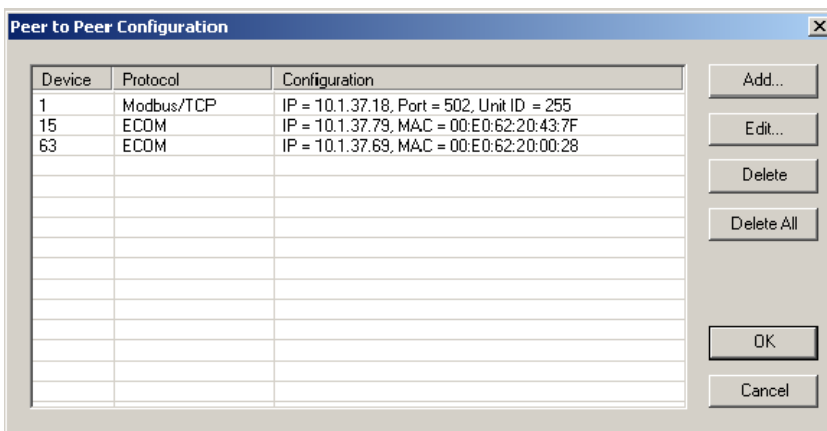 Peer to Peer Configuration
Device Protocol Configuration
1 Modbus/TCP IP = 10.1.37.18, Port = 502, Unit ID = 255
15 ECOM IP = 10.1.37.79, MAC = 00:E0:62:20:43:7F
63 ECOM IP = 10.1.37.69, MAC = 00:E0:62:20:00:28
Add...
Edit...
Delete
Delete All
OK
Cancel